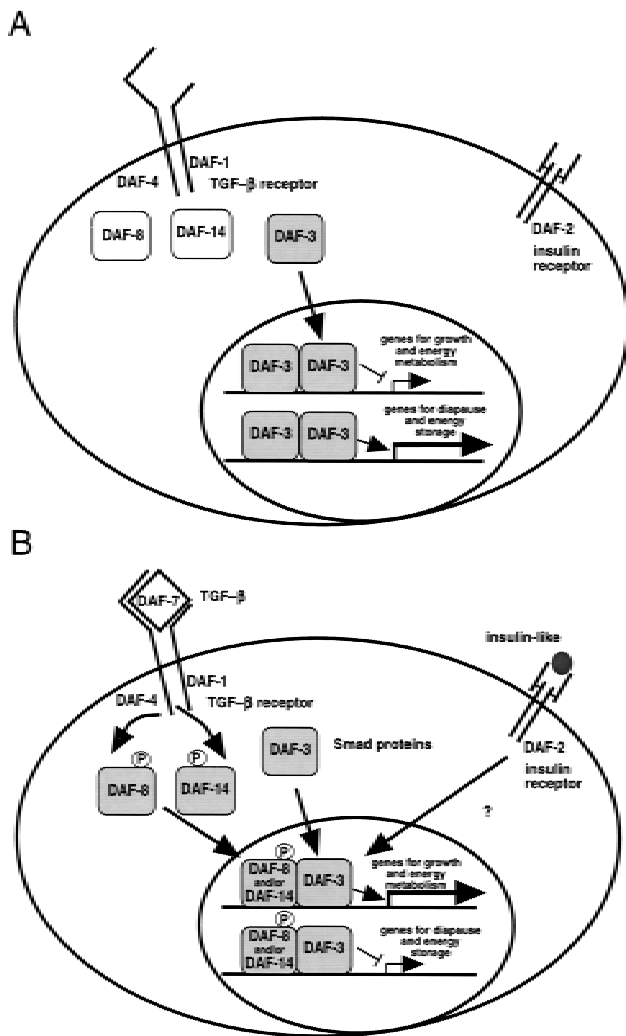 A
DAF-1
DAF-4
TGF-β receptor
DAF-8
DAF-14
DAF-3
DAF-2
insulin
receptor
genes for growth
and energy
metabolism
DAF-3
DAF-3
genes for diapause
and energy
storage
DAF-3
DAF-3
B
DAF-7
TGF-β
insulin-like
DAF-1
DAF-4
TGF-β receptor
DAF-3
Smad proteins
DAF-2
insulin
receptor
P
P
DAF-8
DAF-14
?
P
DAF-8
and/or
DAF-14
DAF-3
genes for growth
and energy
metabolism
P
DAF-8
and/or
DAF-14
DAF-3
genes for diapause
and energy
storage